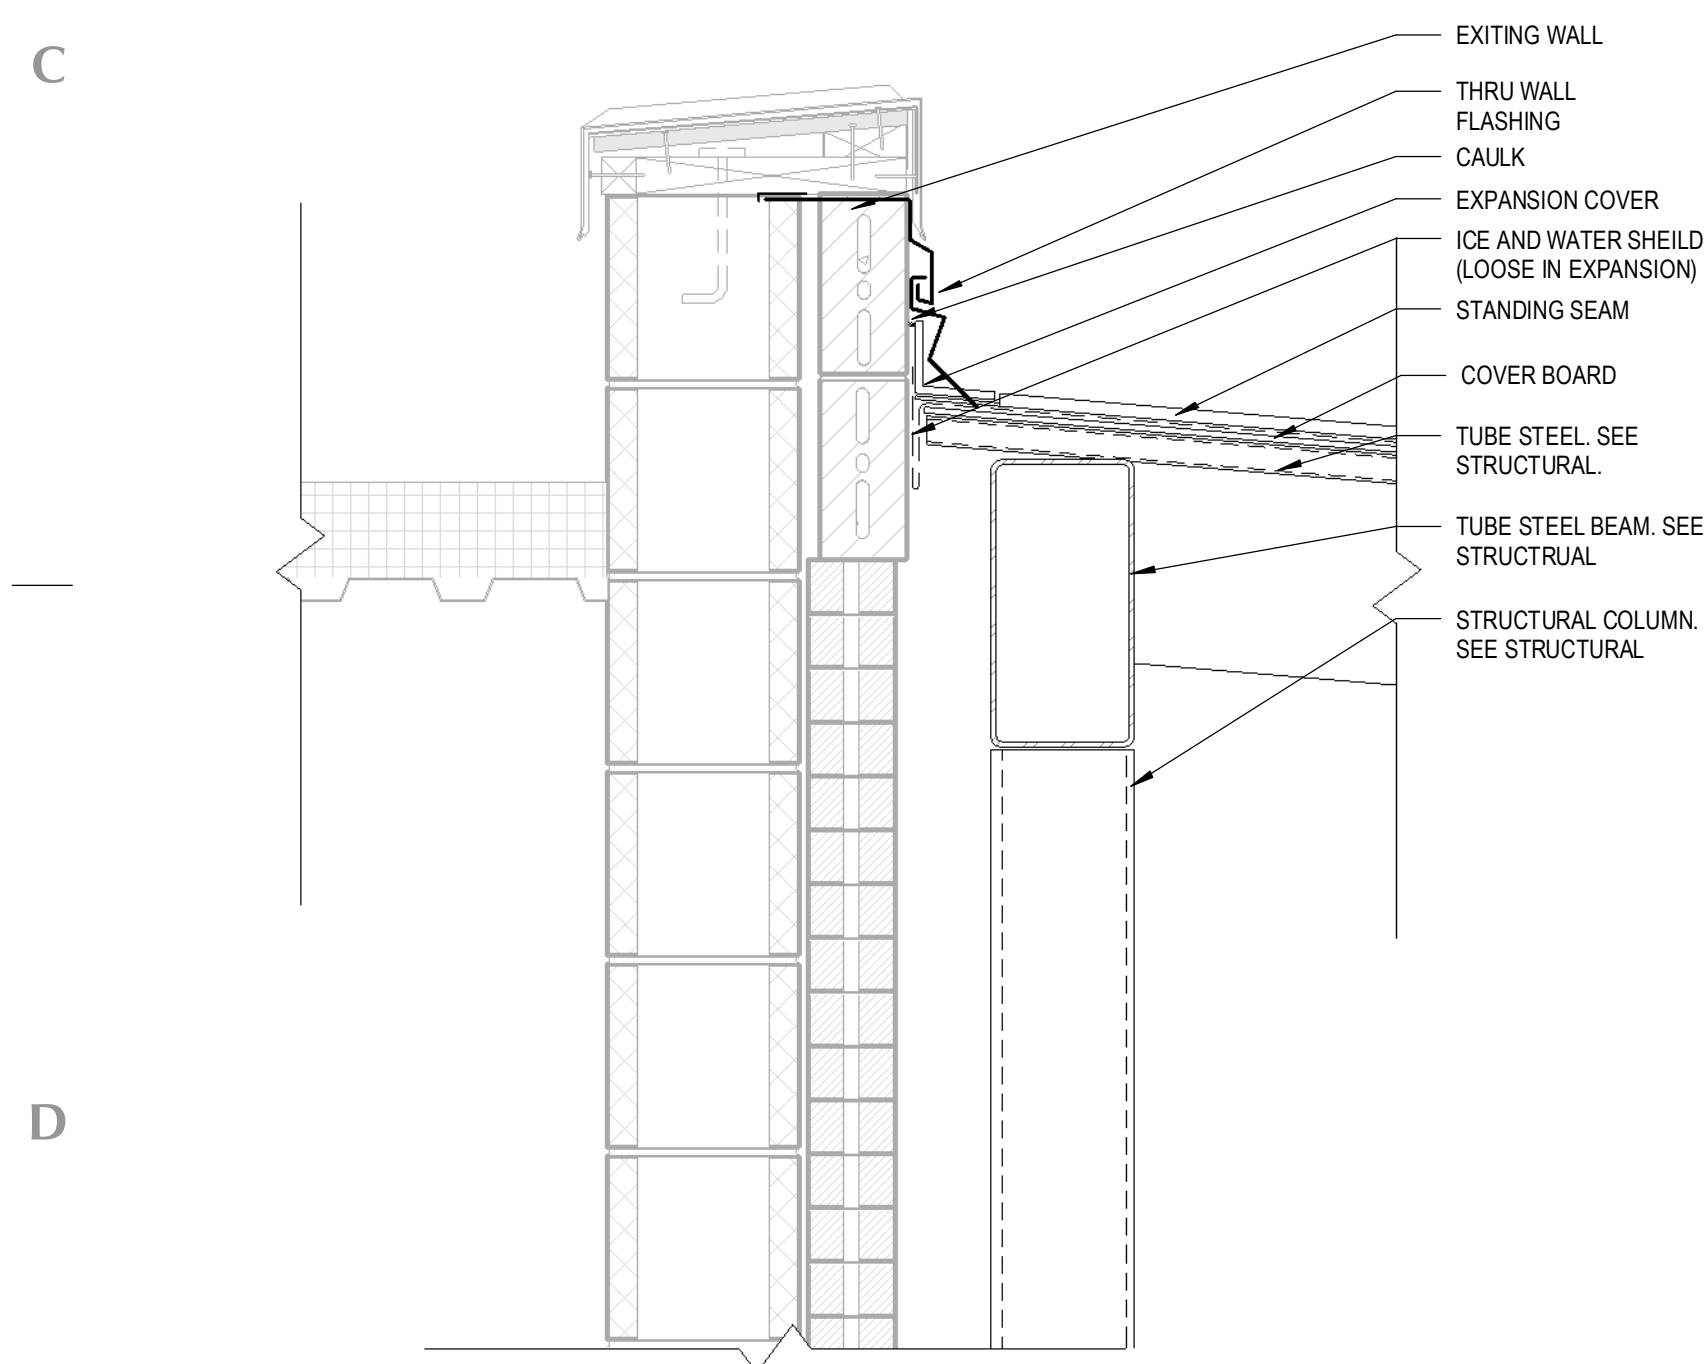 C
EXITING WALL
THRU WALL
FLASHING
CAULK
EXPANSION COVER
ICE AND WATER SHEILD
(LOOSE IN EXPANSION)
STANDING SEAM
COVER BOARD
TUBE STEEL. SEE
STRUCTURAL.
TUBE STEEL BEAM. SEE
STRUCTRUAL
STRUCTURAL COLUMN.
SEE STRUCTURAL
D